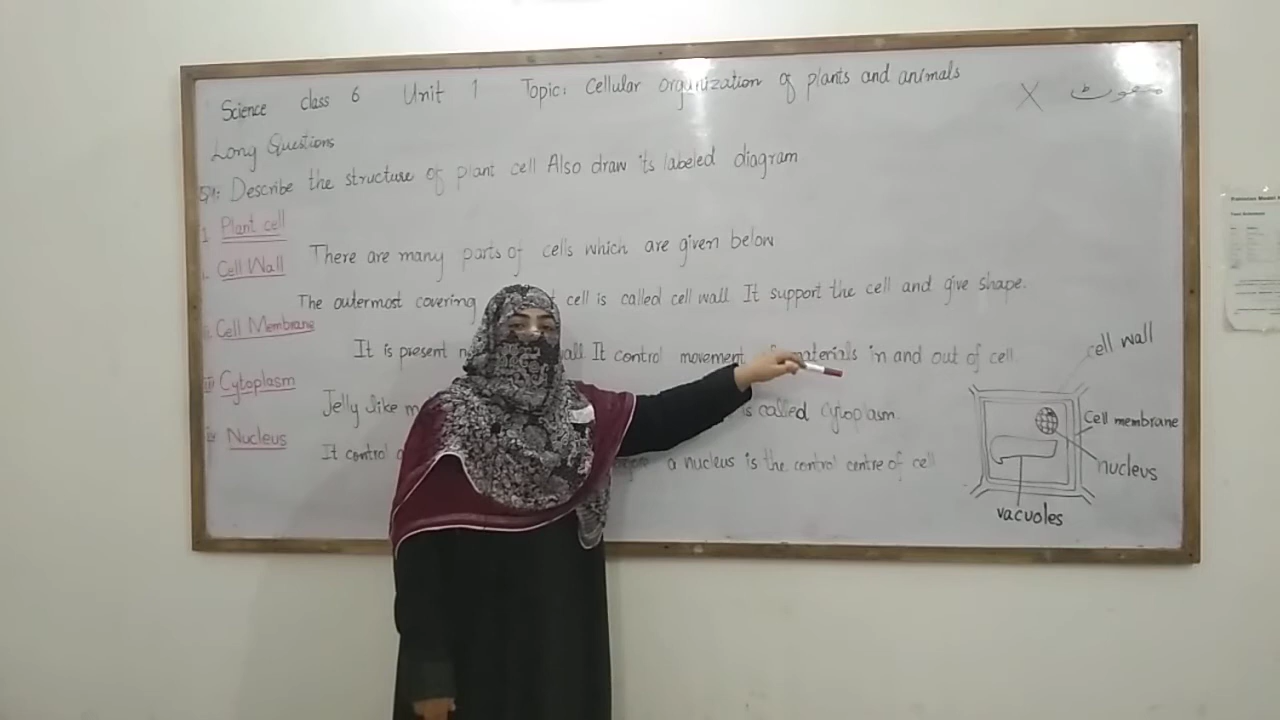 Science class 6 Unit 1 Topic: Cellular organization of plants and animals
X
Long Questions
Describe the structure of plant cell Also draw its labeled diagram
1. Plant cell
There are many parts of cells which are given below
i. Cell Wall
The outermost covering cell is called cell wall It support the cell and give shape.
ii. Cell Membrane
It is present It control movement materials in and out of cell
iii Cytoplasm
Jelly like is called Cytoplasm.
iv Nucleus
It control a nucleus is the control centre of cell
cell wall
Cell membrane
nucleus
vacuoles